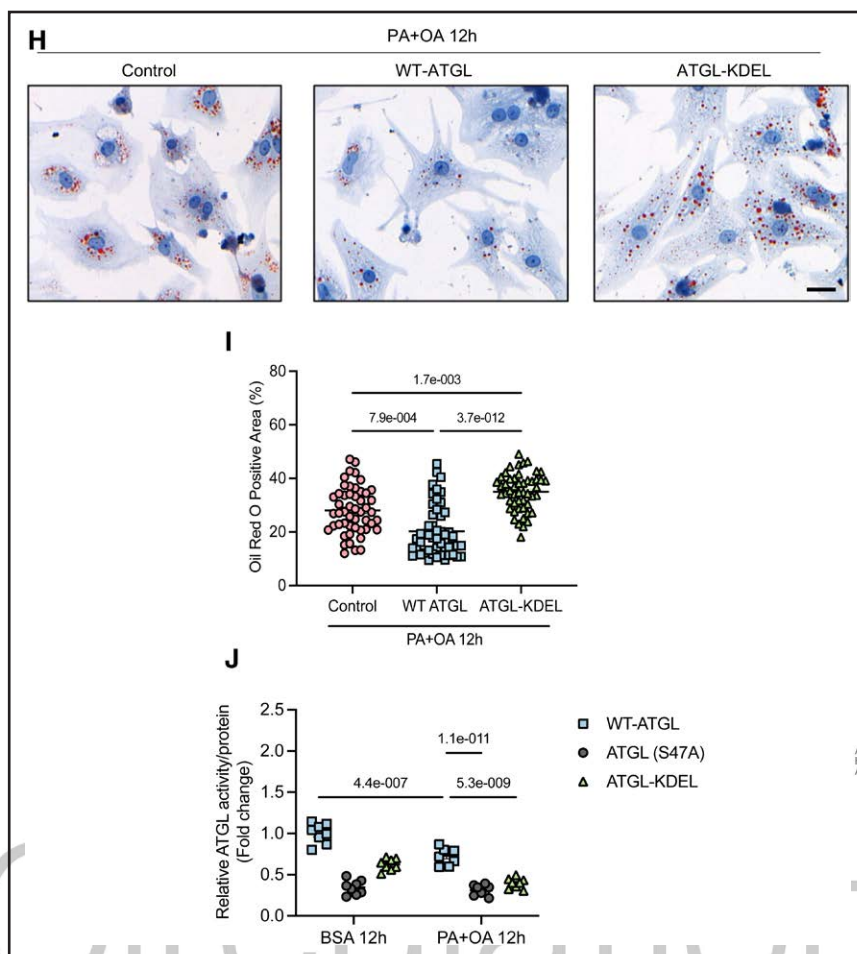 H
PA+OA 12h
Control WT-ATGL ATGL-KDEL
I
Oil Red O Positive Area (%)
80
60
40
20
0
1.7e-003
7.9e-004 3.7e-012
Control WT ATGL ATGL-KDEL
PA+OA 12h
J
Relative ATGL activity/protein
(Fold change)
2.5
2.0
1.5
1.0
0.5
0.0
1.1e-011
4.4e-007 5.3e-009
BSA 12h PA+OA 12h
WT-ATGL
ATGL (S47A)
ATGL-KDEL